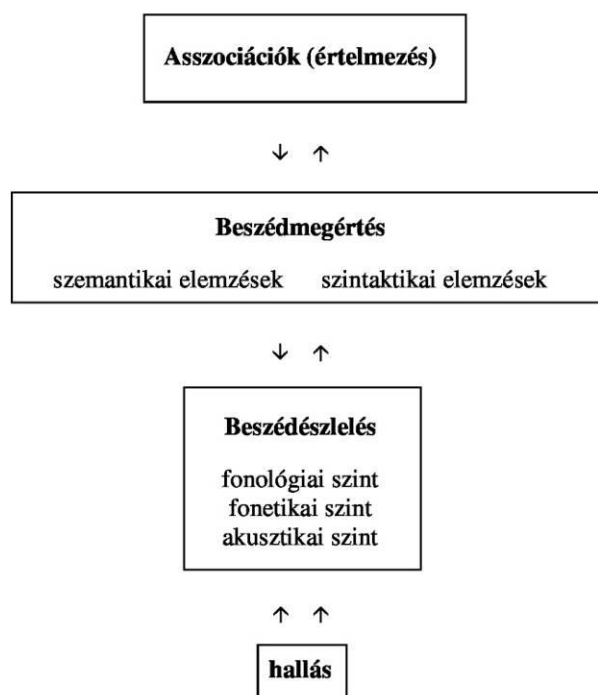 Asszociációk (értelmezés)
↓ ↑
Beszédmegértés
szemantikai elemzések szintaktikai elemzések
↓ ↑
Beszédészlelés
fonológiai szint
fonetikai szint
akusztikai szint
↑ ↑
hallás